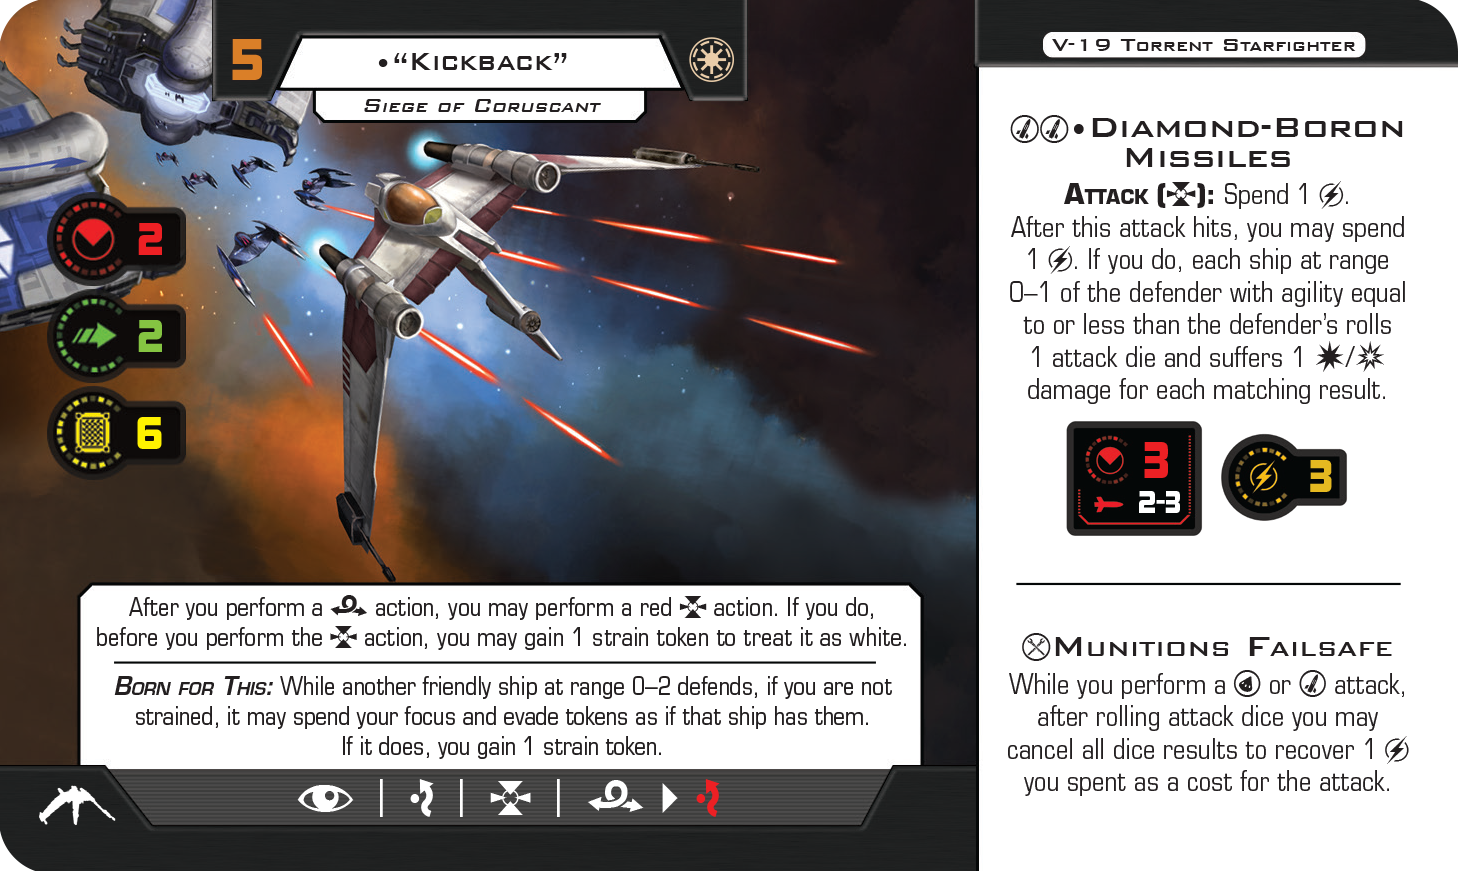 5
•“Kickback”
Siege of Coruscant
V-19 Torrent Starfighter
2
2
6
After you perform a action, you may perform a red action. If you do,
before you perform the action, you may gain 1 strain token to treat it as white.
Born for This: While another friendly ship at range 0–2 defends, if you are not
strained, it may spend your focus and evade tokens as if that ship has them.
If it does, you gain 1 strain token.
•Diamond-Boron
Missiles
Attack ( ): Spend 1 .
After this attack hits, you may spend
1 . If you do, each ship at range
0–1 of the defender with agility equal
to or less than the defender’s rolls
1 attack die and suffers 1 /
damage for each matching result.
3
2-3
3
Munitions Failsafe
While you perform a or attack,
after rolling attack dice you may
cancel all dice results to recover 1
you spent as a cost for the attack.